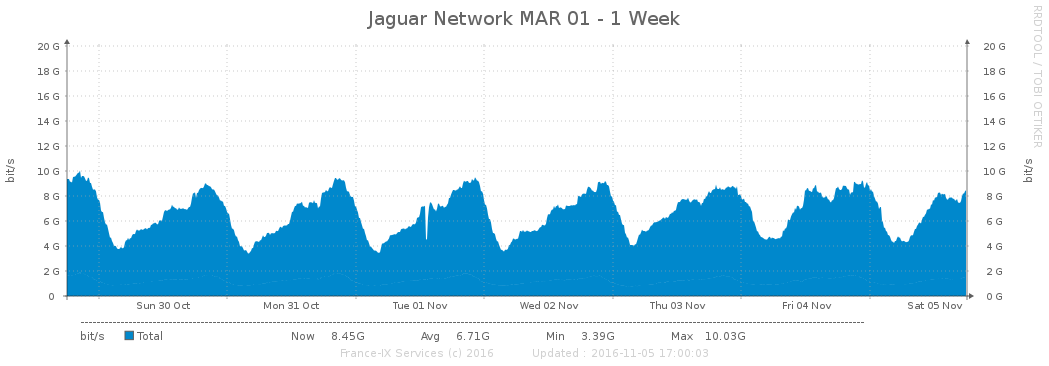 Jaguar Network MAR 01 - 1 Week
RRDTOOL / TOBI OETIKER
bit/s
20 G 20 G
18 G 18 G
16 G 16 G
14 G 14 G
12 G 12 G
10 G 10 G
8 G 8 G
6 G 6 G
4 G 4 G
2 G 2 G
0 0 G
bit/s
Sun 30 Oct Mon 31 Oct Tue 01 Nov Wed 02 Nov Thu 03 Nov Fri 04 Nov Sat 05 Nov
bit/s Total Now 8.45G Avg 6.71G Min 3.39G Max 10.03G
France-IX Services (c) 2016 Updated : 2016-11-05 17:00:03